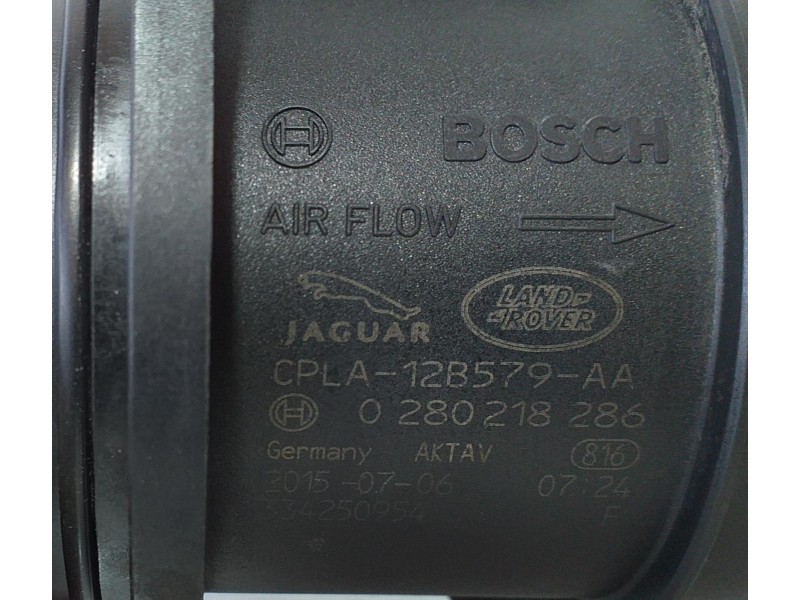 BOSCH
AIR FLOW
JAGUAR
LAND-
-ROVER
CPLA-12B579-AA
0 280 218 286
Germany AKTAV 816
2015-07-06 07:24
334250954 F